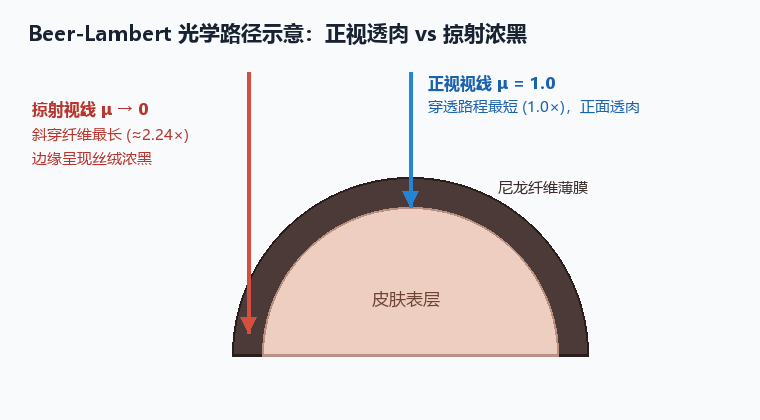 Beer-Lambert 光学路径示意：正视透肉 vs 掠射浓黑
掠射视线 μ → 0
斜穿纤维最长 (≈2.24×)
边缘呈现丝绒浓黑
正视视线 μ = 1.0
穿透路程最短 (1.0×)，正面透肉
尼龙纤维薄膜
皮肤表层